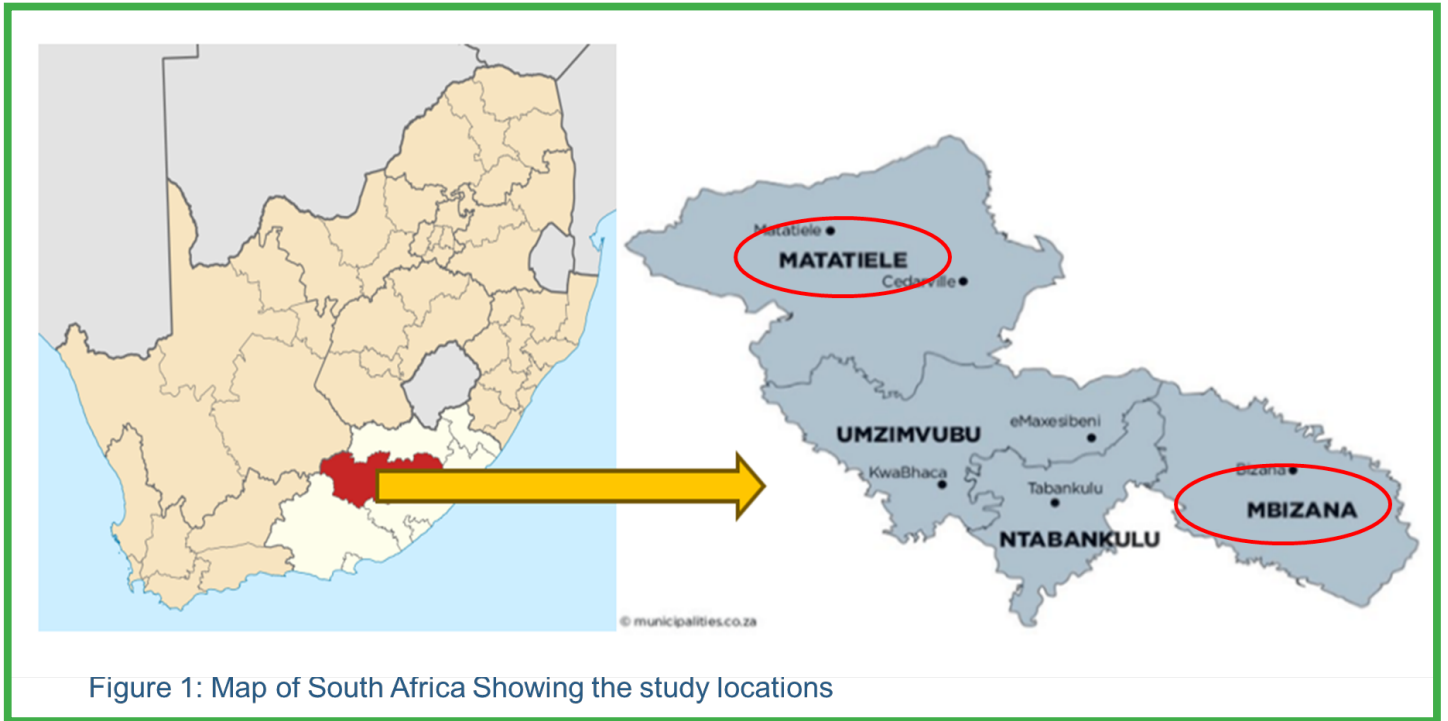 Matatiele
MATATIELE
Cedarville
UMZIMVUBU
eMaxesibeni
KwaBhaca
Tabankulu
Bizana
MBIZANA
NTABANKULU
© municipalities.co.za
Figure 1: Map of South Africa Showing the study locations